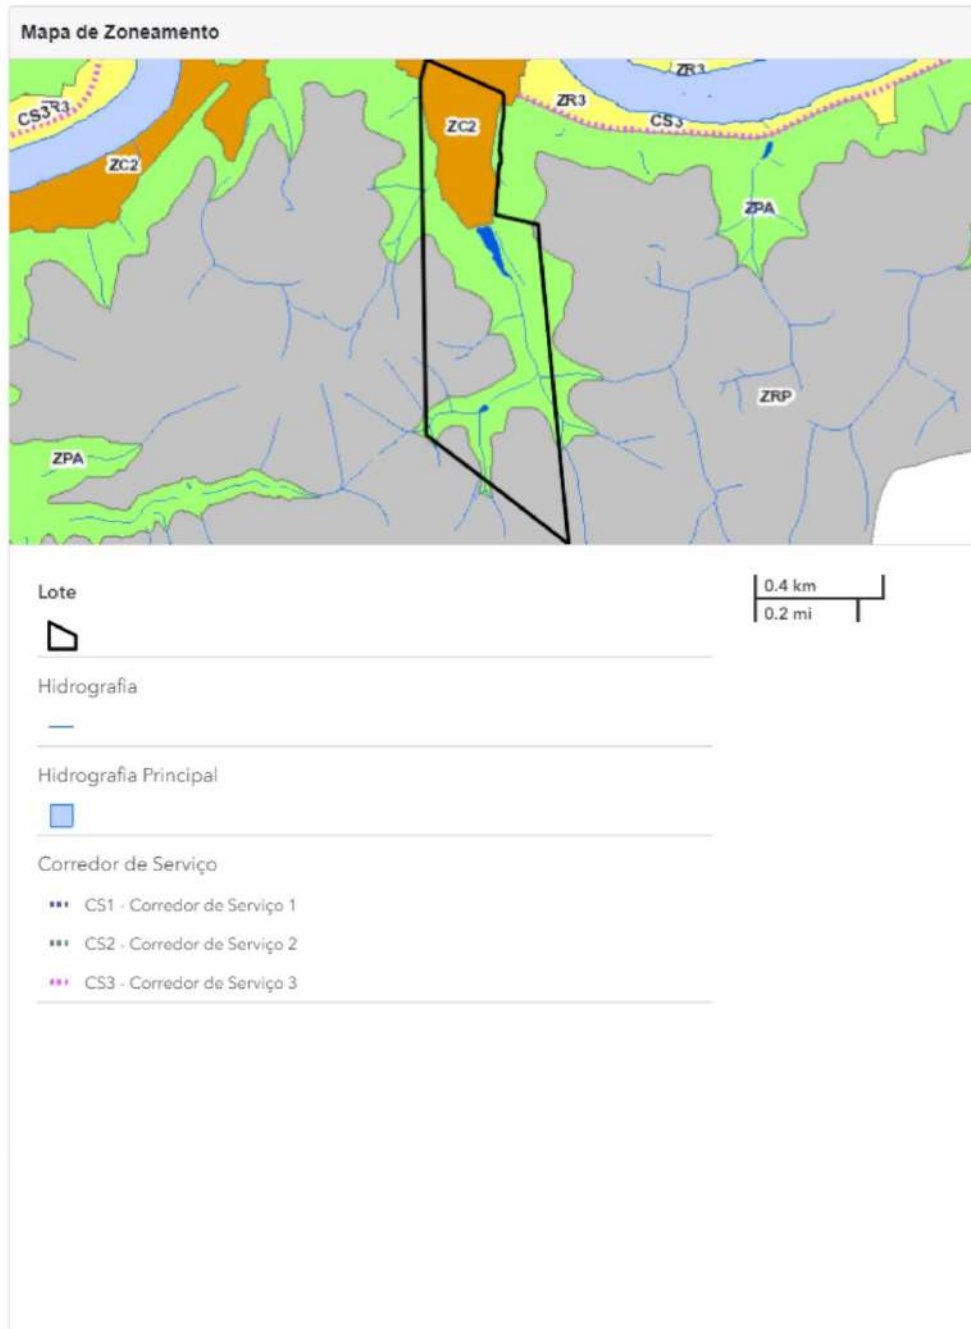 Mapa de Zoneamento
ZR3
CS3
ZR3
ZR3
CS3
ZC2
ZC2
ZPA
ZRP
ZPA
Lote
0.4 km
0.2 mi
Hidrografia
Hidrografia Principal
Corredor de Serviço
CS1 - Corredor de Serviço 1
CS2 - Corredor de Serviço 2
CS3 - Corredor de Serviço 3